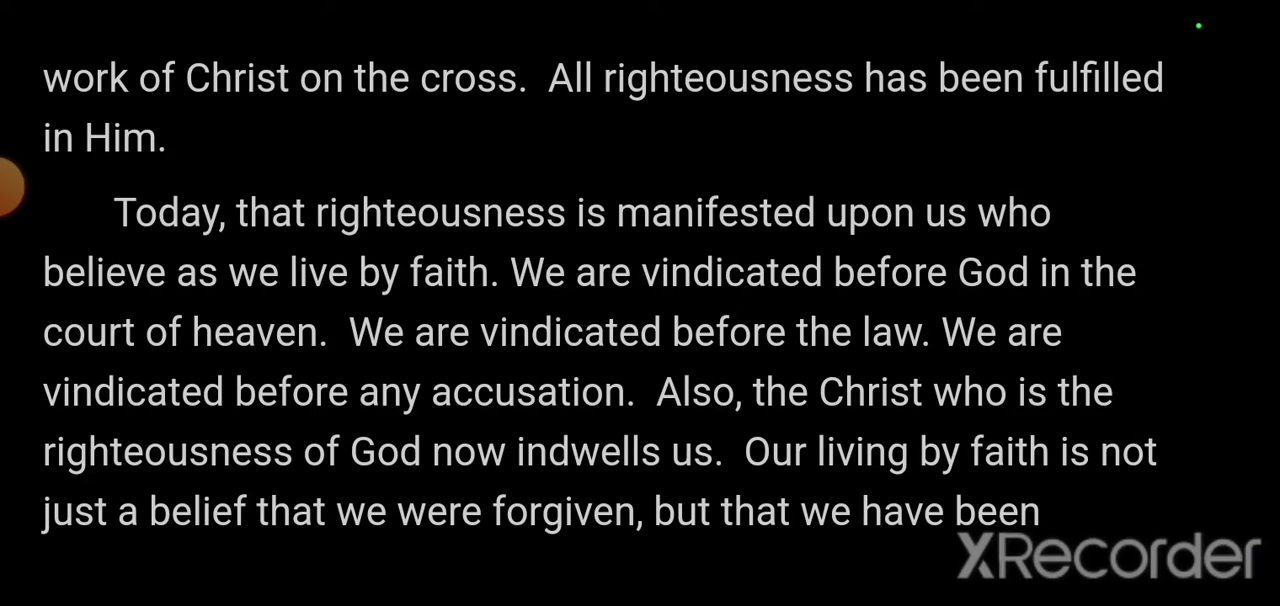 work of Christ on the cross.  All righteousness has been fulfilled
in Him.
Today, that righteousness is manifested upon us who
believe as we live by faith. We are vindicated before God in the
court of heaven.  We are vindicated before the law. We are
vindicated before any accusation.  Also, the Christ who is the
righteousness of God now indwells us.  Our living by faith is not
just a belief that we were forgiven, but that we have been
XRecorder